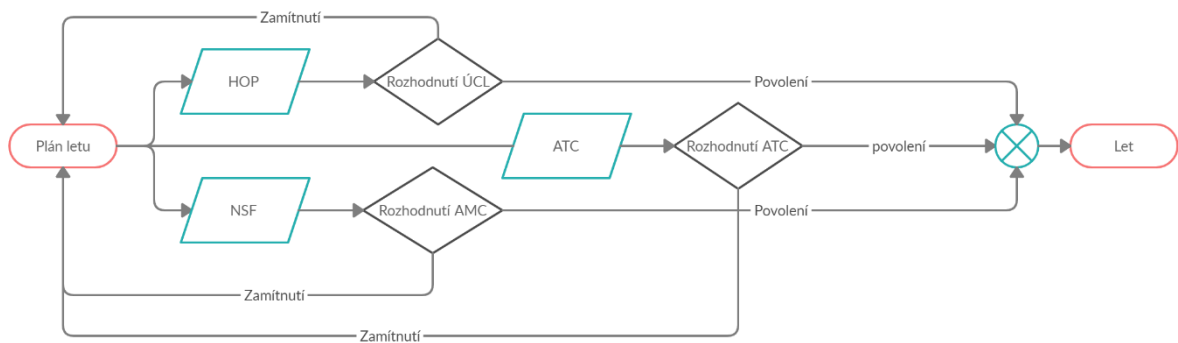 Zamítnutí
HOP
Rozhodnutí ÚCL
Povolení
Plán letu
ATC
Rozhodnutí ATC
povolení
Let
NSF
Rozhodnutí AMC
Povolení
Zamítnutí
Zamítnutí